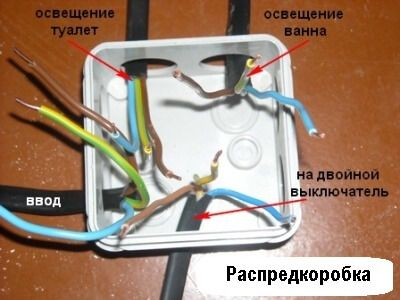 освещение
туалет
освещение
ванна
на двойной
выключатель
ввод
Распредкоробка